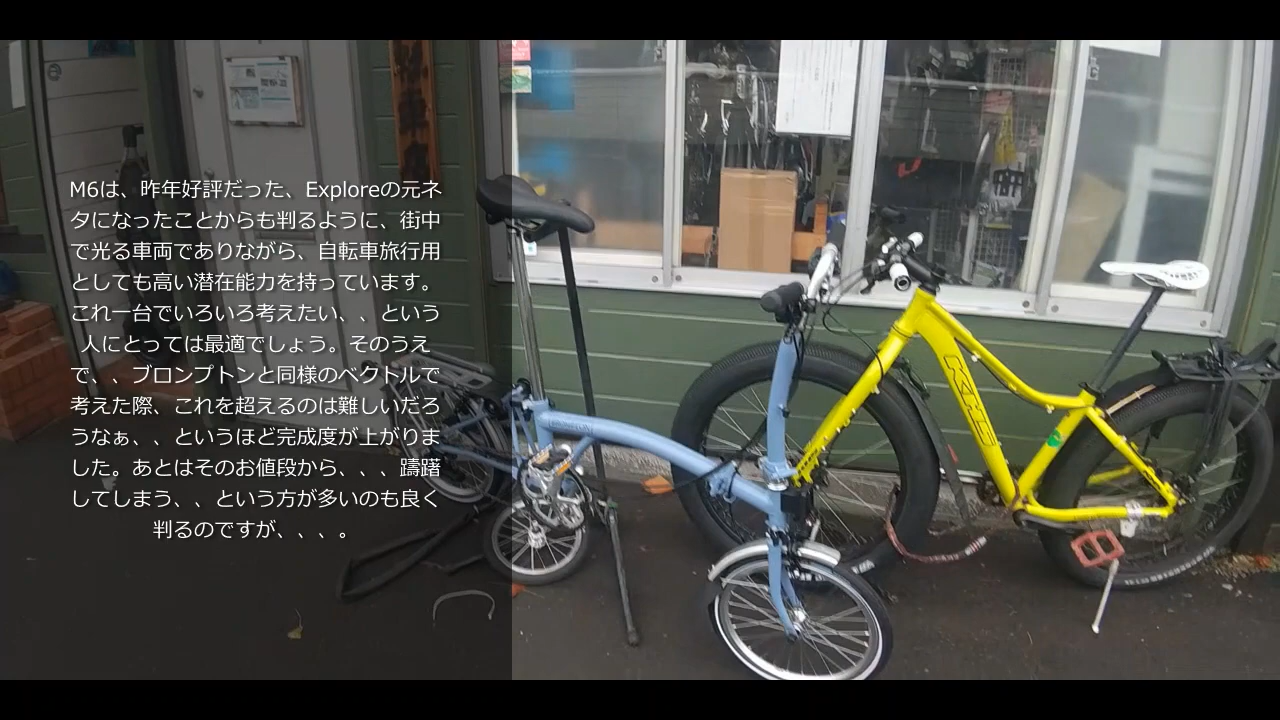 M6は、昨年好評だった、Exploreの元ネ
タになったことからも判るように、街中
で光る車両でありながら、自転車旅行用
としても高い潜在能力を持っています。
これ一台でいろいろ考えたい、、という
人にとっては最適でしょう。そのうえ
で、、ブロンプトンと同様のベクトルで
考えた際、これを超えるのは難しいだろ
うなぁ、、というほど完成度が上がりま
した。あとはそのお値段から、、、躊躇
してしまう、、という方が多いのも良く
判るのですが、、、、。
KHS